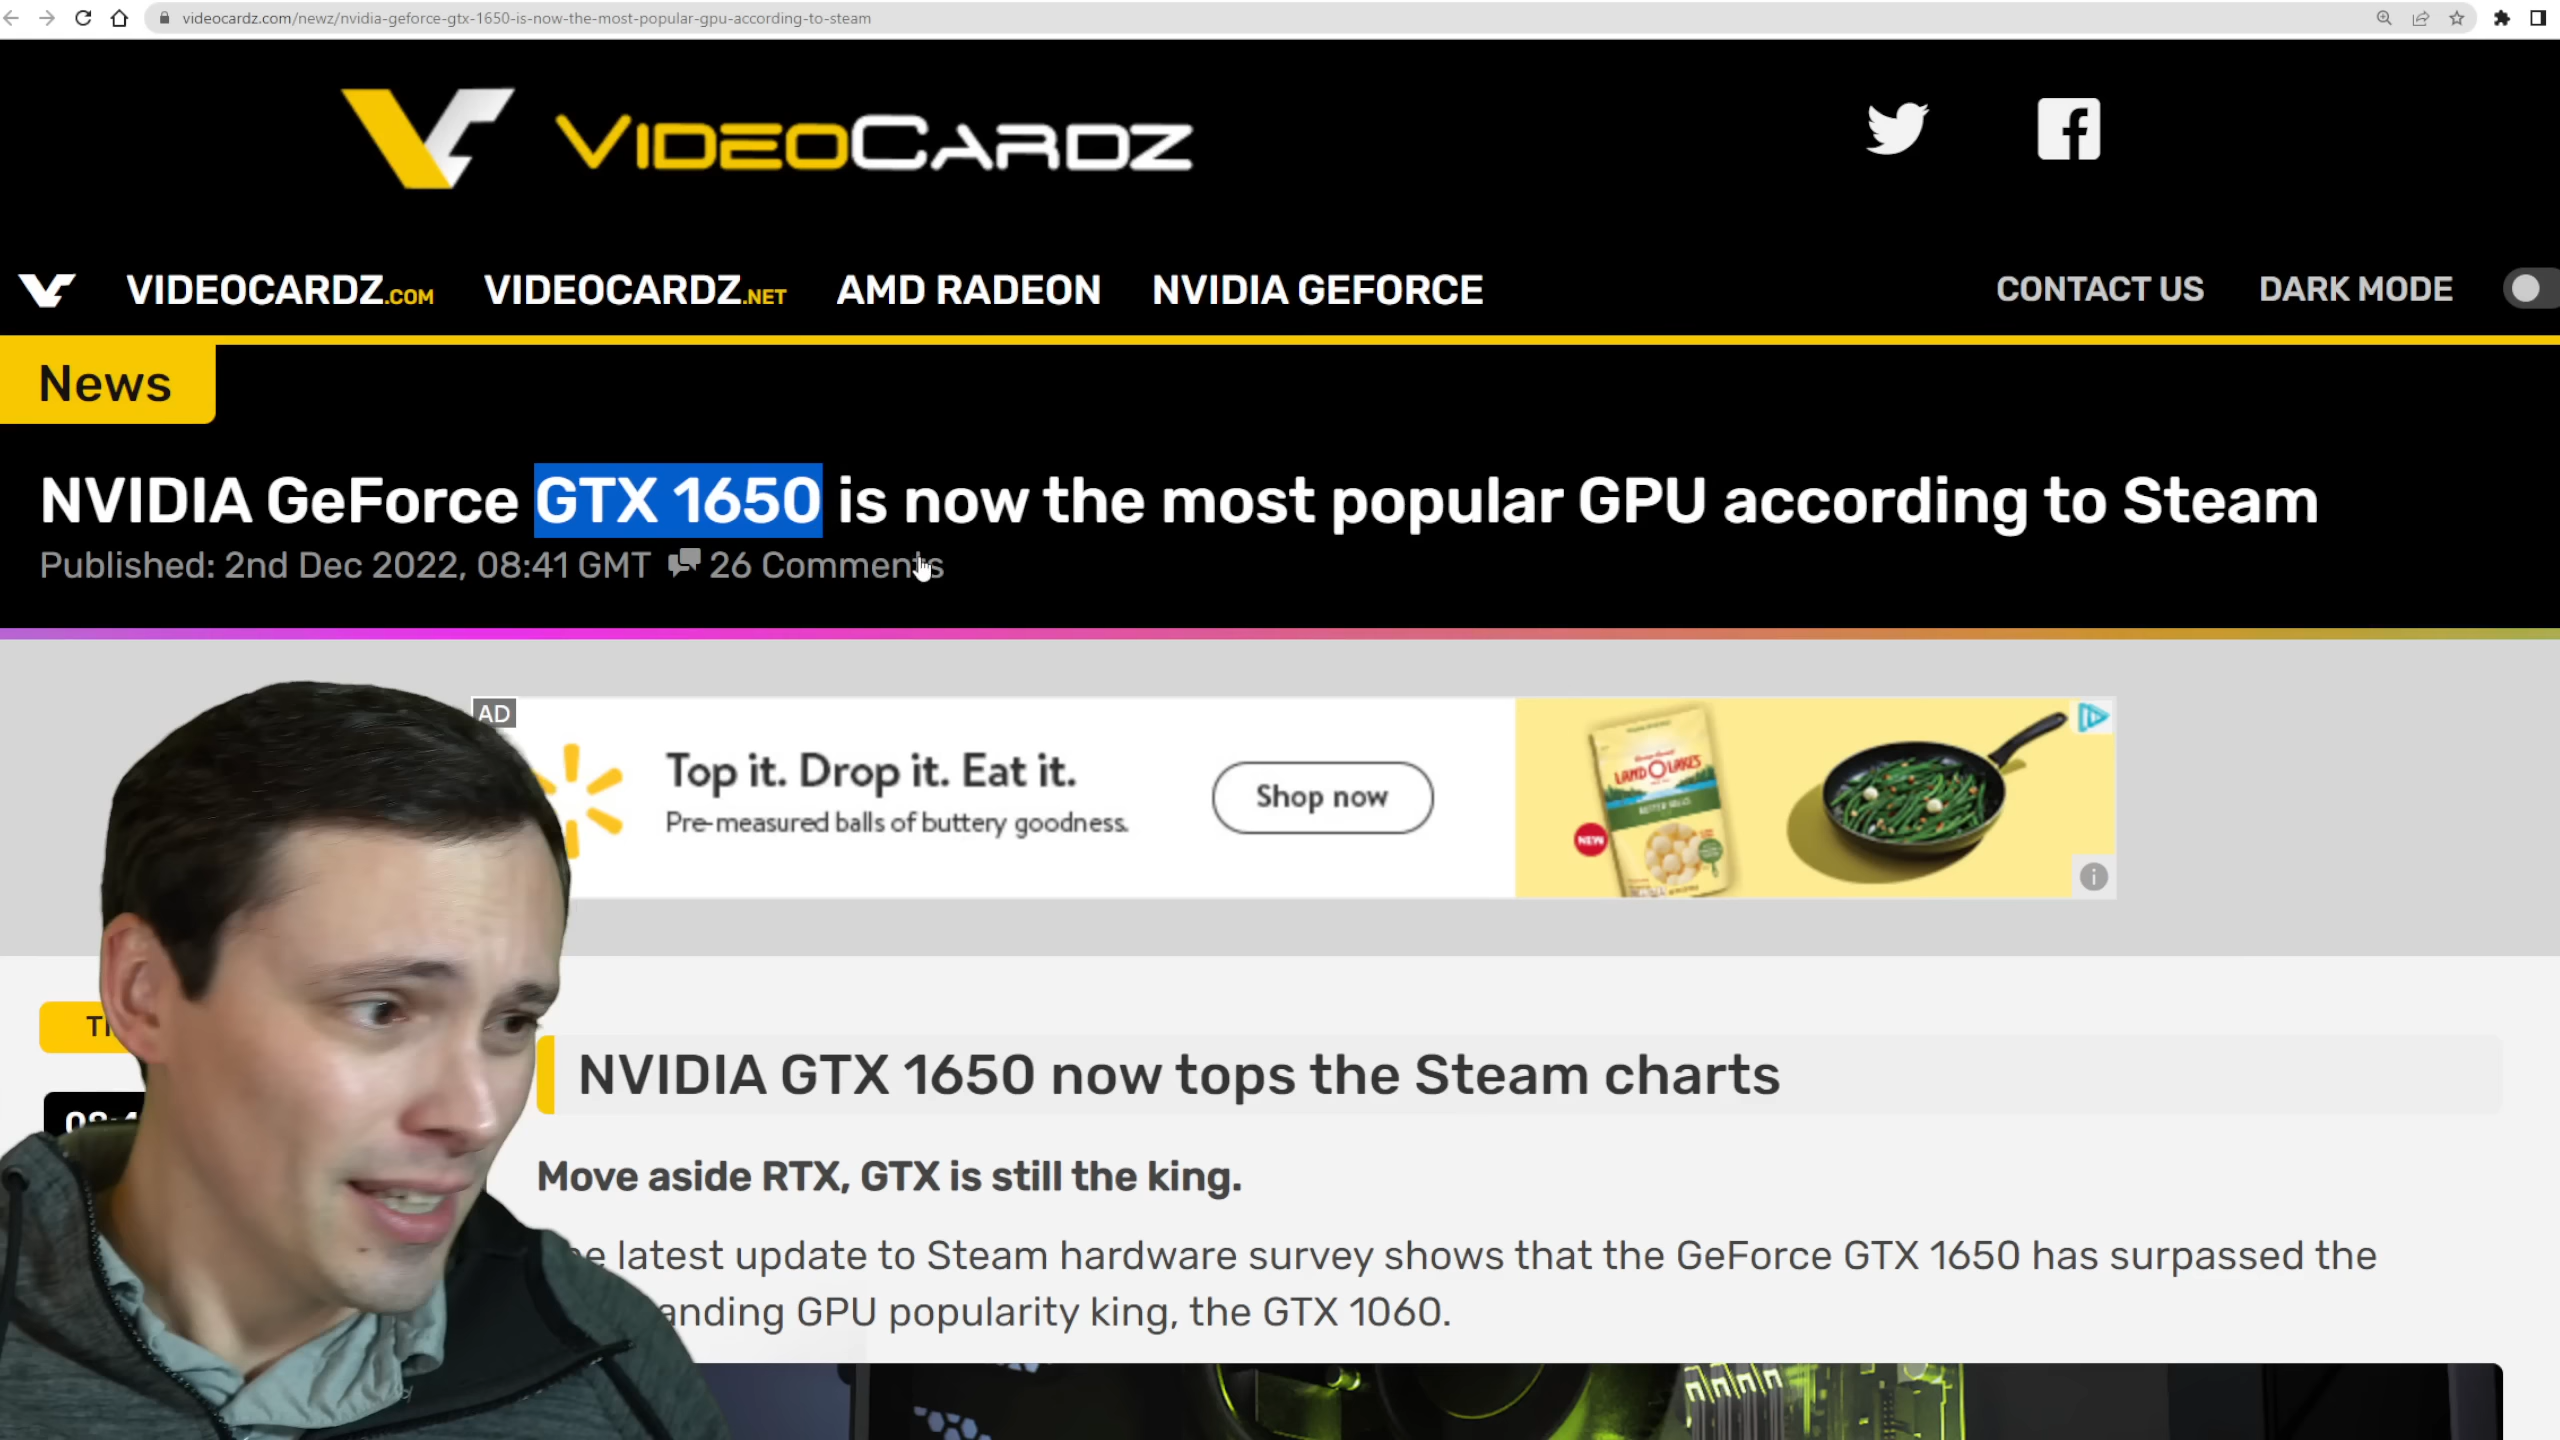 videocardz.com/newz/nvidia-geforce-gtx-1650-is-now-the-most-popular-gpu-according-to-steam
VIDEOCARDZ
VIDEOCARDZ.COM VIDEOCARDZ.NET AMD RADEON NVIDIA GEFORCE CONTACT US DARK MODE
News
NVIDIA GeForce GTX 1650 is now the most popular GPU according to Steam
Published: 2nd Dec 2022, 08:41 GMT 26 Comments
AD
Top it. Drop it. Eat it.
Pre-measured balls of buttery goodness.
Shop now
LAND O LAKES
BUTTER BALLS
NEW
NVIDIA GTX 1650 now tops the Steam charts
Move aside RTX, GTX is still the king.
latest update to Steam hardware survey shows that the GeForce GTX 1650 has surpassed the
GPU popularity king, the GTX 1060.